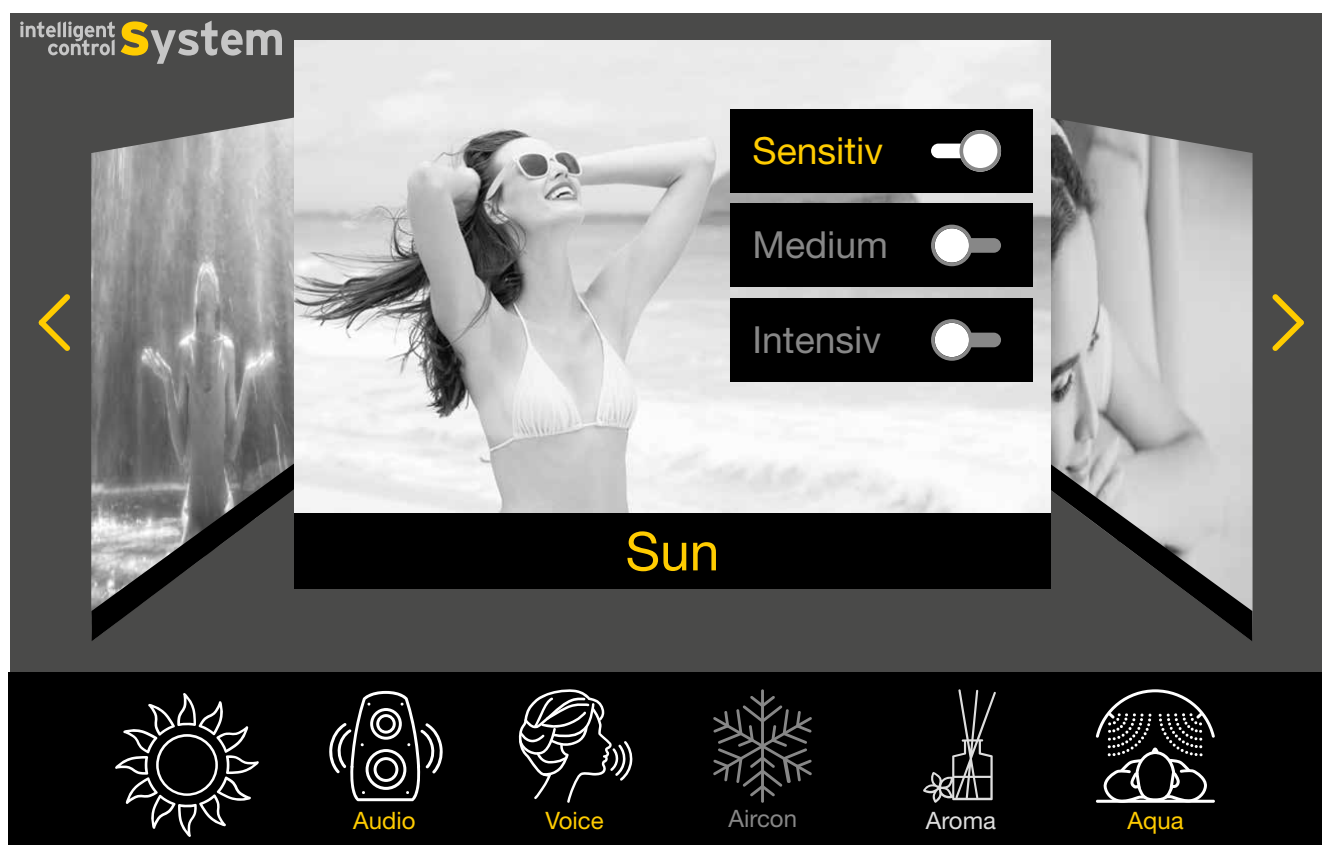 intelligent
control System
Sensitiv
Medium
Intensiv
Sun
Audio
Voice
Aircon
Aroma
Aqua